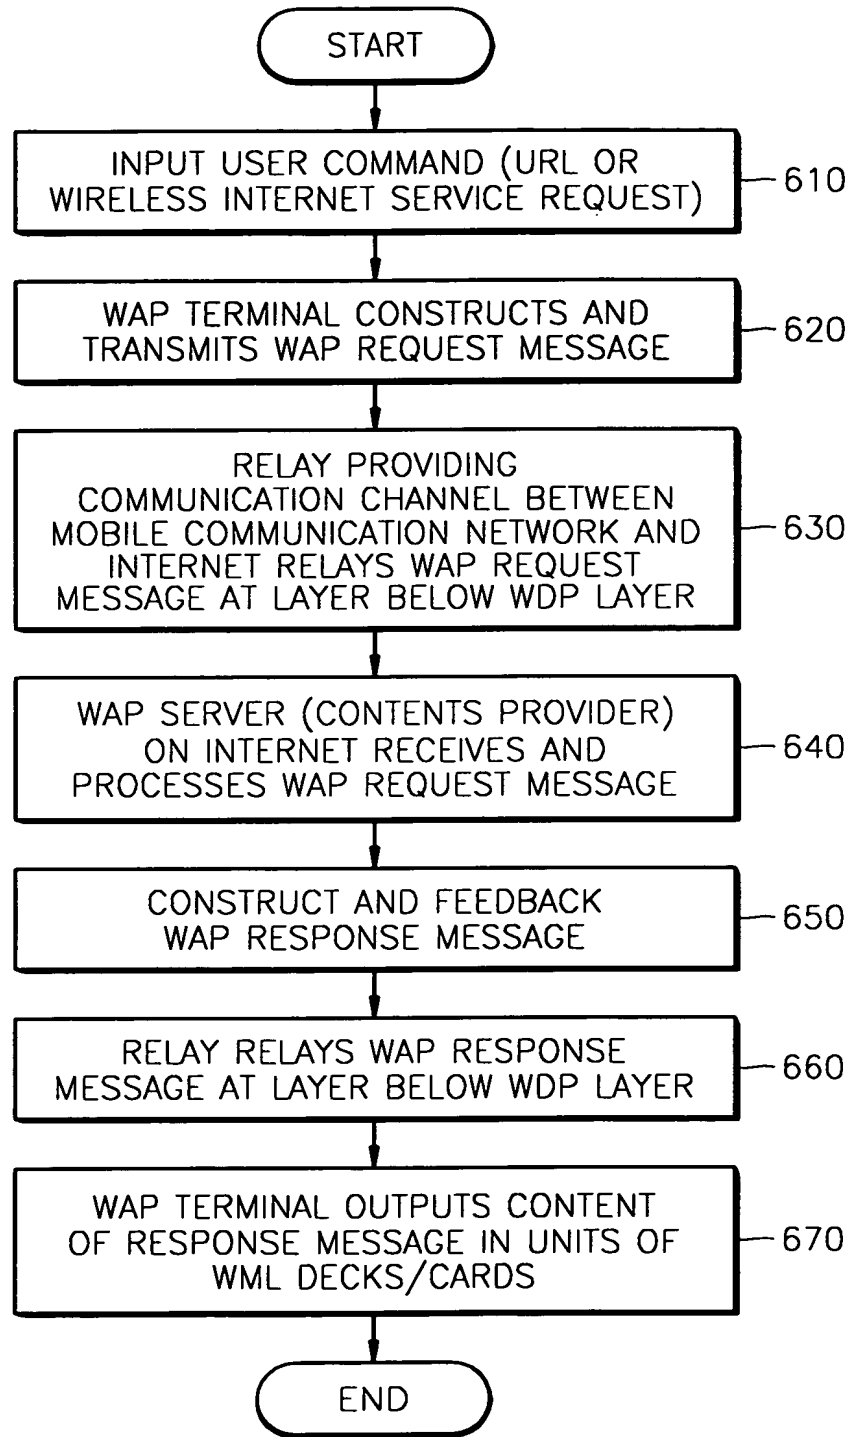 START
INPUT USER COMMAND (URL OR
WIRELESS INTERNET SERVICE REQUEST)
610
WAP TERMINAL CONSTRUCTS AND
TRANSMITS WAP REQUEST MESSAGE
620
RELAY PROVIDING
COMMUNICATION CHANNEL BETWEEN
MOBILE COMMUNICATION NETWORK AND
INTERNET RELAYS WAP REQUEST
MESSAGE AT LAYER BELOW WDP LAYER
630
WAP SERVER (CONTENTS PROVIDER)
ON INTERNET RECEIVES AND
PROCESSES WAP REQUEST MESSAGE
640
CONSTRUCT AND FEEDBACK
WAP RESPONSE MESSAGE
650
RELAY RELAYS WAP RESPONSE
MESSAGE AT LAYER BELOW WDP LAYER
660
WAP TERMINAL OUTPUTS CONTENT
OF RESPONSE MESSAGE IN UNITS OF
WML DECKS/CARDS
670
END